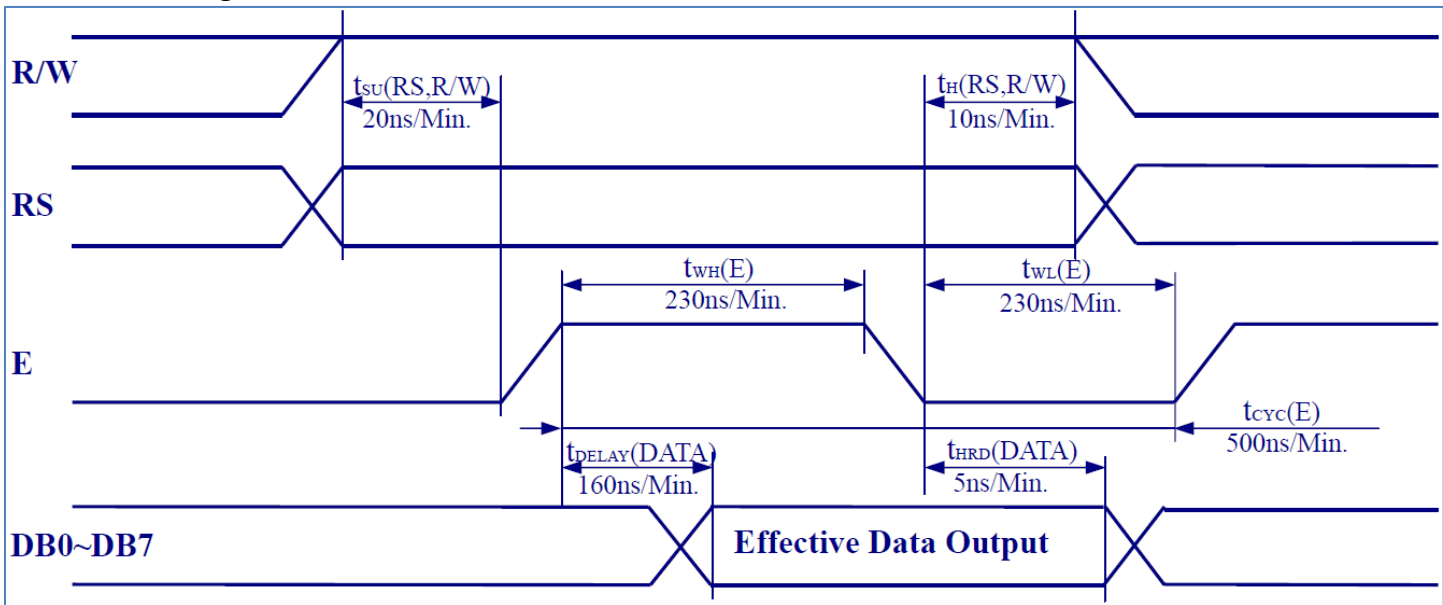 R/W
tSU(RS,R/W)
20ns/Min.
tH(RS,R/W)
10ns/Min.
RS
tWH(E)
230ns/Min.
tWL(E)
230ns/Min.
E
tCYC(E)
500ns/Min.
tDELAY(DATA)
160ns/Min.
tHRD(DATA)
5ns/Min.
DB0~DB7
Effective Data Output